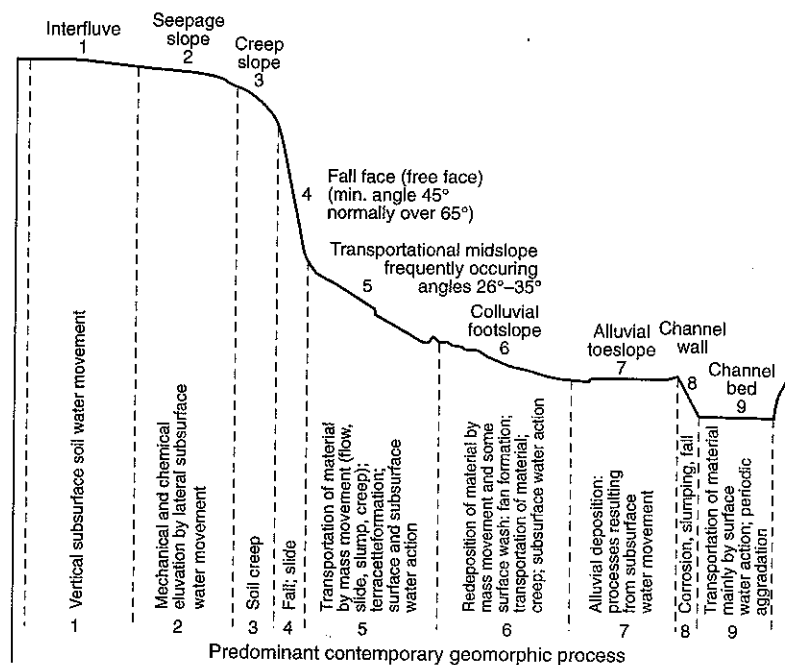 Interfluve
1
Seepage
slope
2
Creep
slope
3
4
Fall face (free face)
(min. angle 45°
normally over 65°)
Transportational midslope
frequently occuring
angles 26°–35°
5
Colluvial
footslope
6
Alluvial
toeslope
7
Channel
wall
8
Channel
bed
9
Vertical subsurface soil water movement
Mechanical and chemical
eluvation by lateral subsurface
water movement
Soil creep
Fall; slide
Transportation of material
by mass movement (flow,
slide, slump, creep);
terracetteformation;
surface and subsurface
water action
Redeposition of material by
mass movement and some
surface wash; fan formation;
transportation of material;
creep; subsurface water action
Alluvial deposition:
processes resulting
from subsurface
water movement
Corrosion, slumping, fall
Transportation of material
mainly by surface
water action; periodic
aggradation
1 2 3 4 5 6 7 8 9
Predominant contemporary geomorphic process